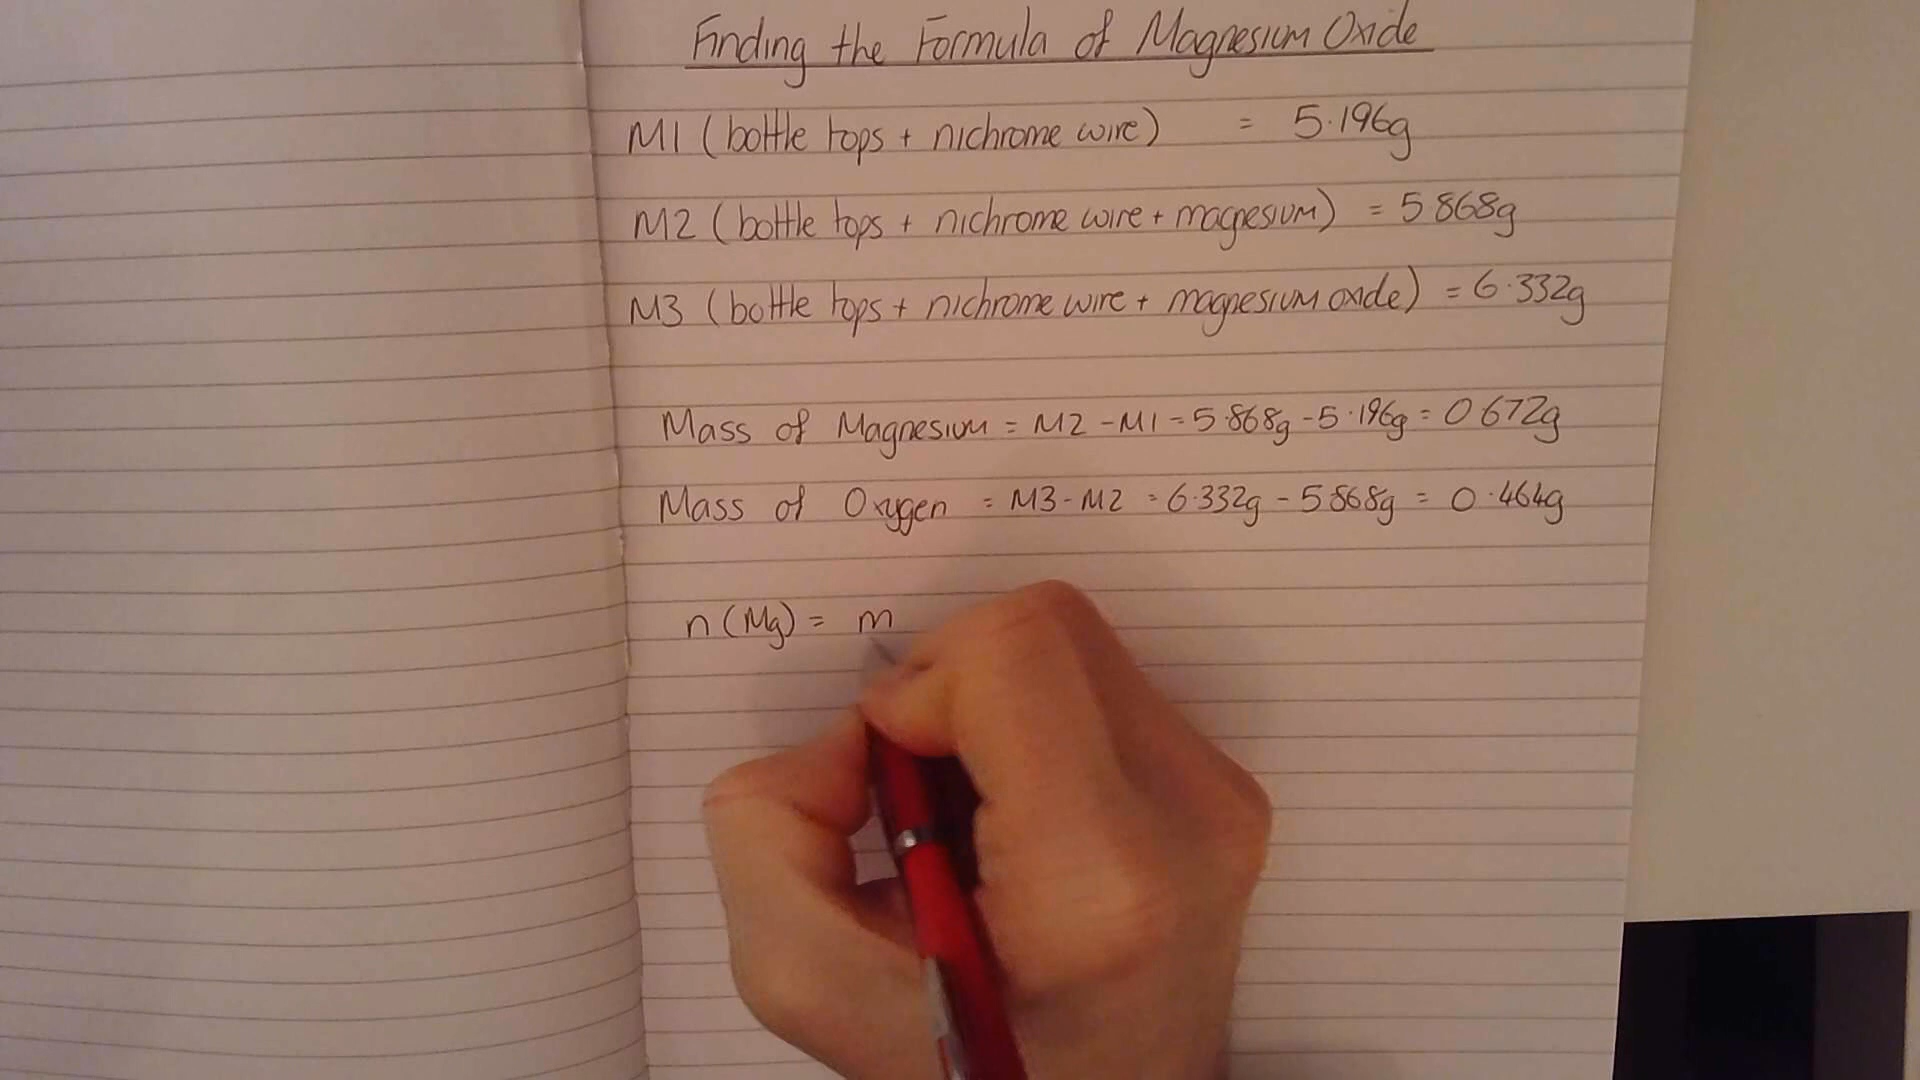 Finding the Formula of Magnesium Oxide
M1 (bottle tops + nichrome wire) = 5.196g
M2 (bottle tops + nichrome wire + magnesium) = 5.868g
M3 (bottle tops + nichrome wire + magnesium oxide) = 6.332g
Mass of Magnesium = M2 - M1 = 5.868g - 5.196g = 0.672g
Mass of Oxygen = M3 - M2 = 6.332g - 5.868g = 0.464g
n (Mg) = m